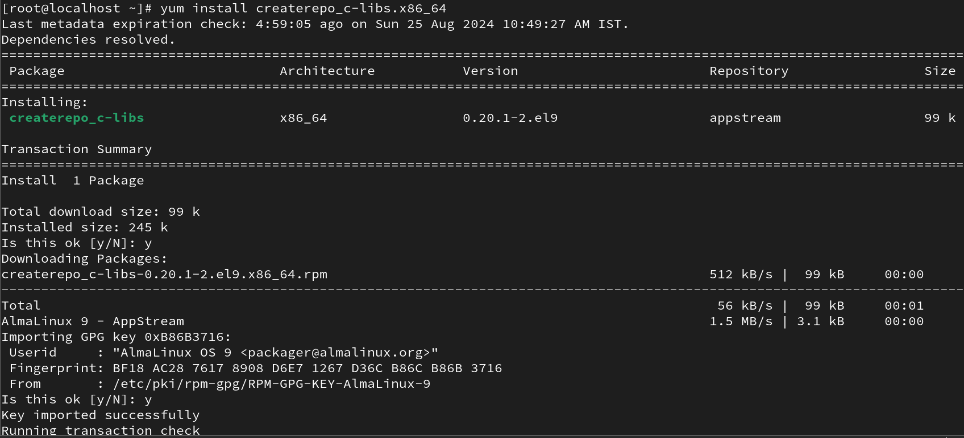 [root@localhost ~]# yum install createrepo_c-libs.x86_64
Last metadata expiration check: 4:59:05 ago on Sun 25 Aug 2024 10:49:27 AM IST.
Dependencies resolved.
================================================================================
Package Architecture Version Repository Size
================================================================================
Installing:
createrepo_c-libs x86_64 0.20.1-2.el9 appstream 99 k
Transaction Summary
================================================================================
Install 1 Package
Total download size: 99 k
Installed size: 245 k
Is this ok [y/N]: y
Downloading Packages:
createrepo_c-libs-0.20.1-2.el9.x86_64.rpm 512 kB/s | 99 kB 00:00
--------------------------------------------------------------------------------
Total 56 kB/s | 99 kB 00:01
AlmaLinux 9 - AppStream 1.5 MB/s | 3.1 kB 00:00
Importing GPG key 0xB86B3716:
Userid : "AlmaLinux OS 9 <packager@almalinux.org>"
Fingerprint: BF18 AC28 7617 8908 D6E7 1267 D36C B86C B86B 3716
From : /etc/pki/rpm-gpg/RPM-GPG-KEY-AlmaLinux-9
Is this ok [y/N]: y
Key imported successfully
Running transaction check